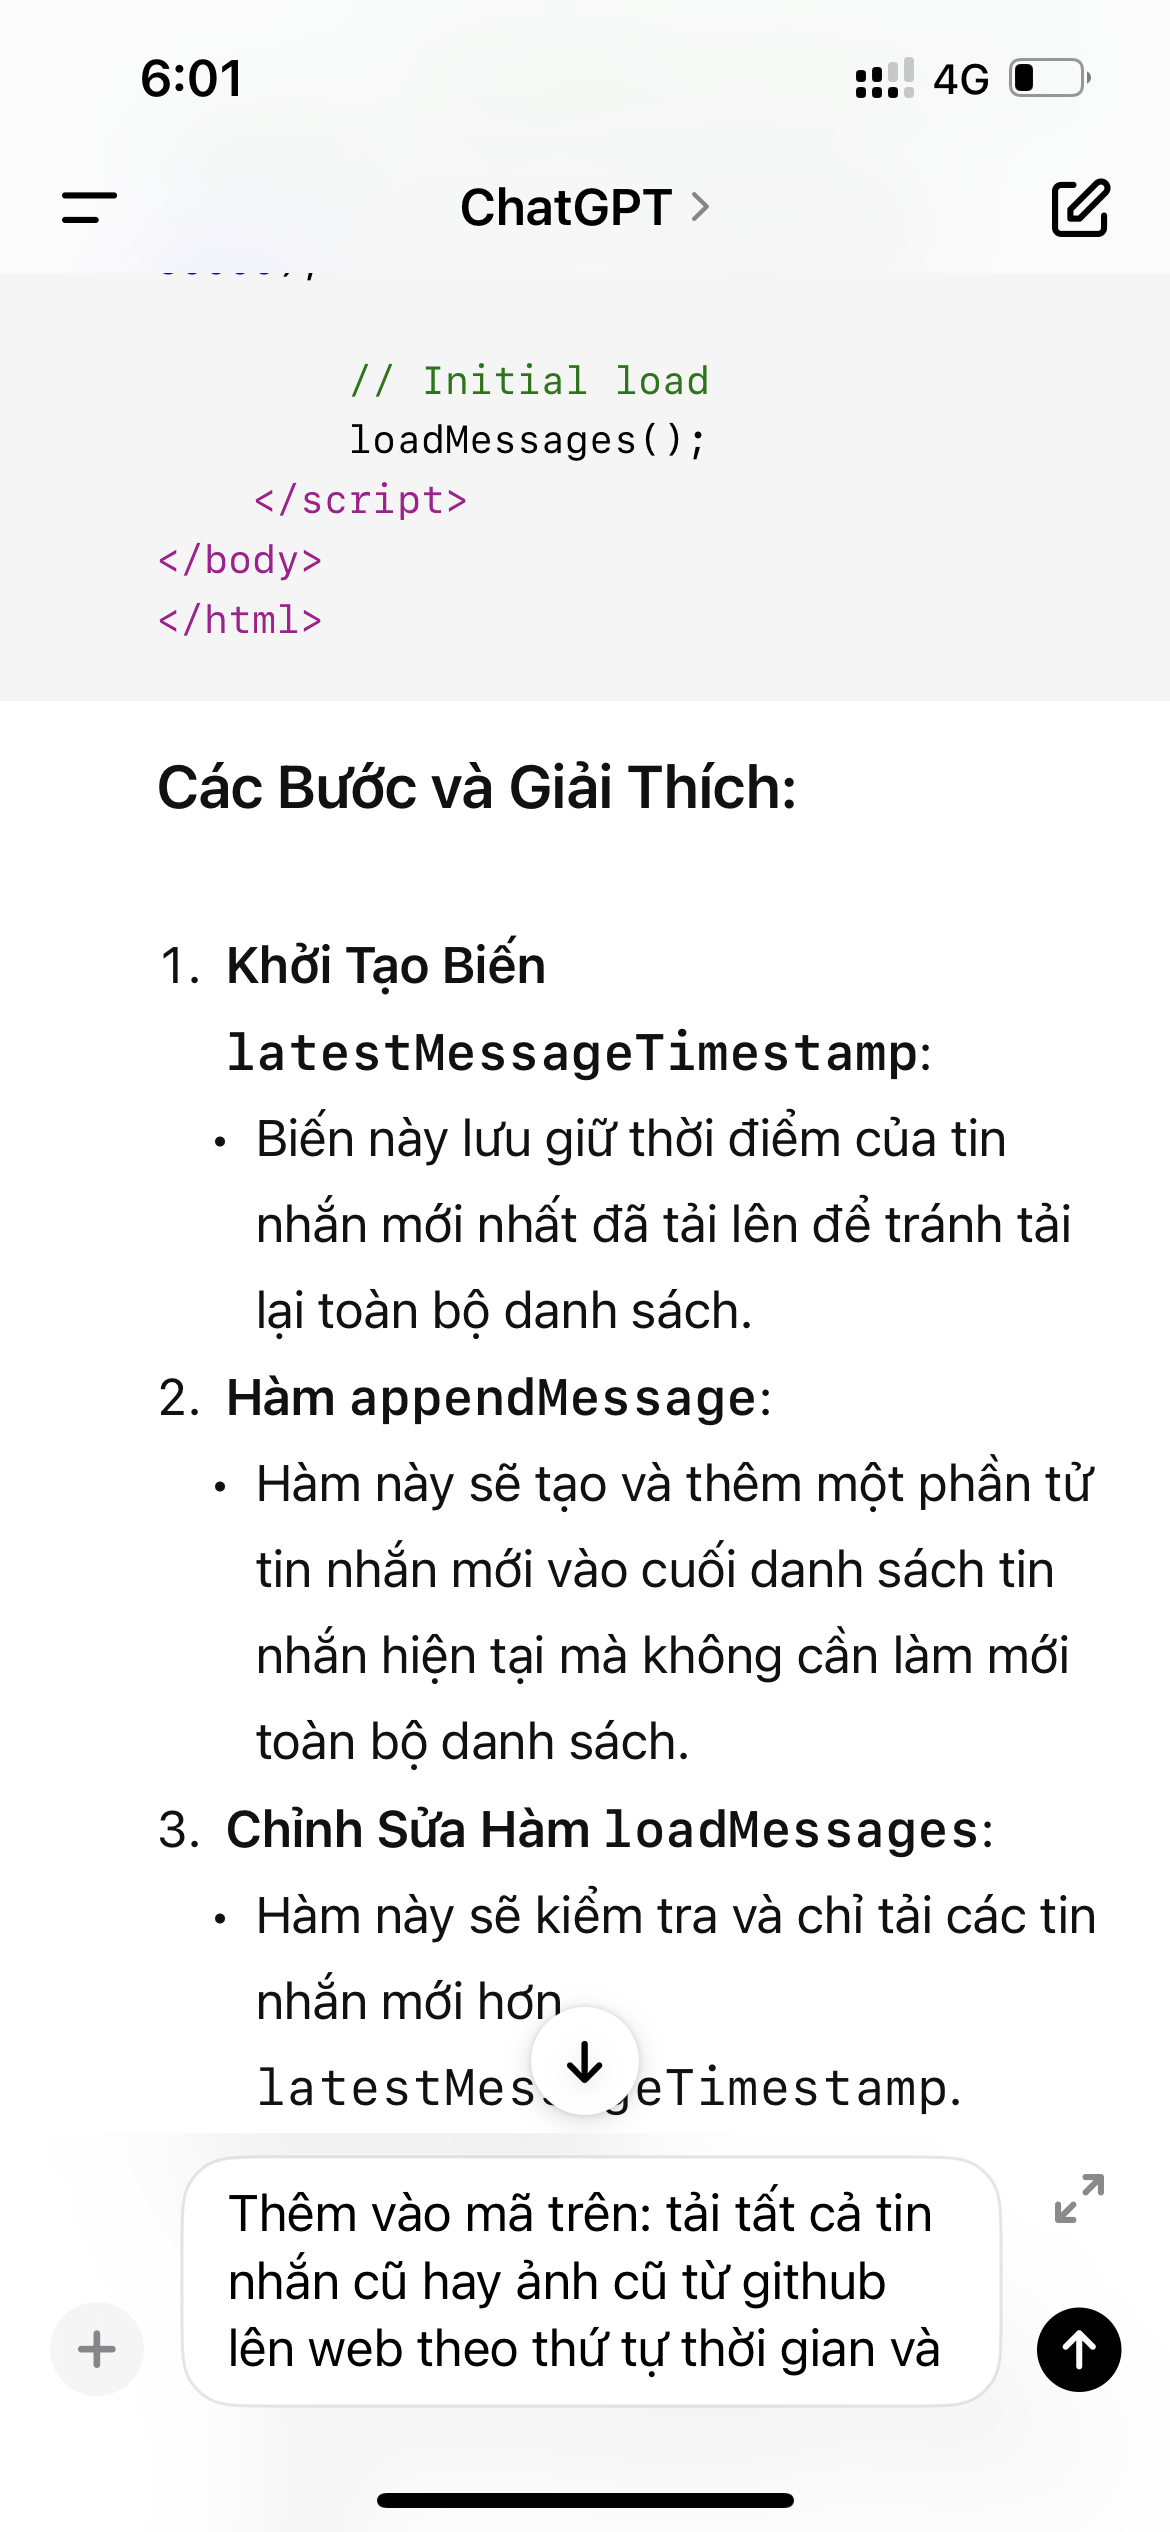 6:01
4G
ChatGPT
// Initial load
loadMessages();
</script>
</body>
</html>
Các Bước và Giải Thích:
1. Khởi Tạo Biến
latestMessageTimestamp:
• Biến này lưu giữ thời điểm của tin
nhắn mới nhất đã tải lên để tránh tải
lại toàn bộ danh sách.
2. Hàm appendMessage:
• Hàm này sẽ tạo và thêm một phần tử
tin nhắn mới vào cuối danh sách tin
nhắn hiện tại mà không cần làm mới
toàn bộ danh sách.
3. Chỉnh Sửa Hàm loadMessages:
• Hàm này sẽ kiểm tra và chỉ tải các tin
nhắn mới hơn
latestMessageTimestamp.
Thêm vào mã trên: tải tất cả tin
nhắn cũ hay ảnh cũ từ github
lên web theo thứ tự thời gian và